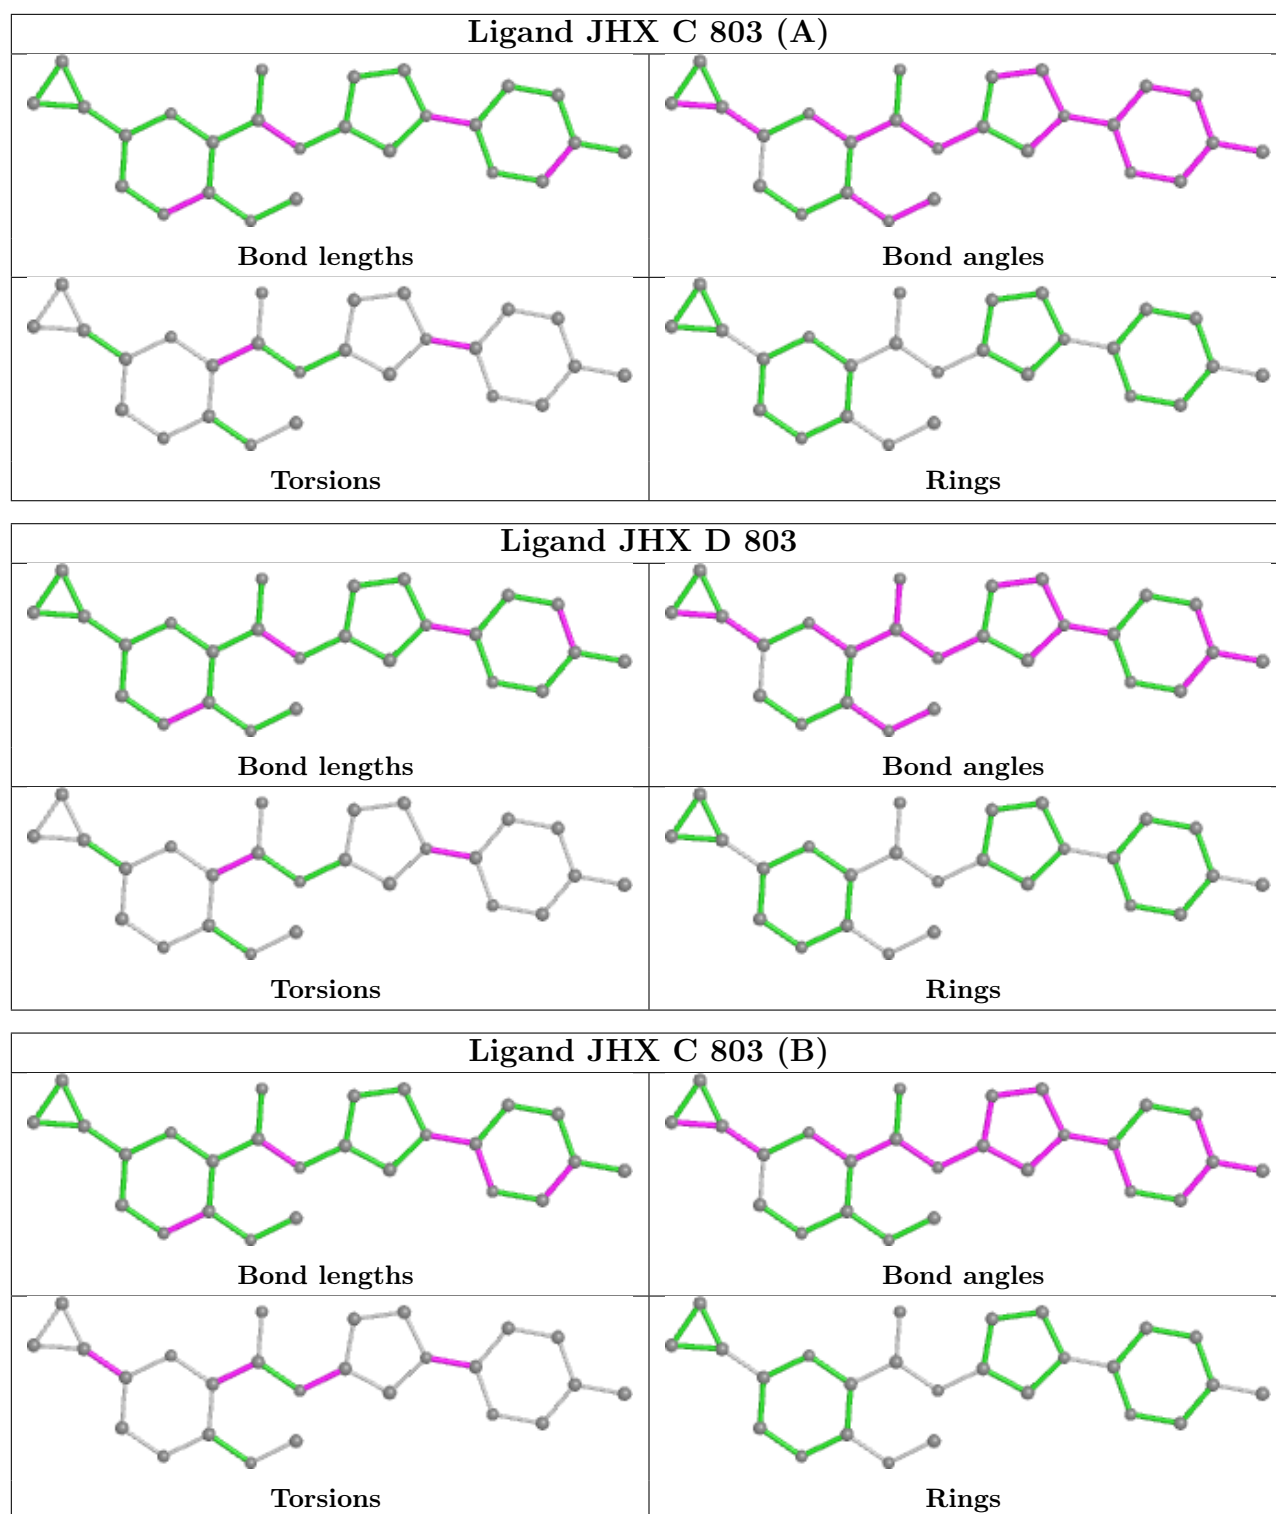 Ligand JHX C 803 (A)
Bond lengths
Bond angles
Torsions
Rings
Ligand JHX D 803
Bond lengths
Bond angles
Torsions
Rings
Ligand JHX C 803 (B)
Bond lengths
Bond angles
Torsions
Rings